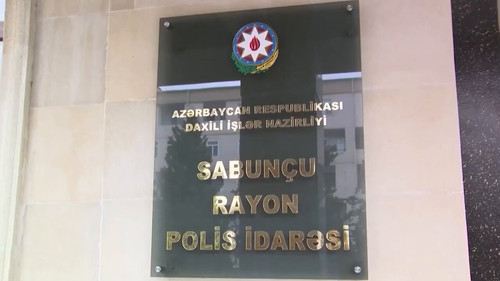 AZƏRBAYCAN RESPUBLİKASI
DAXİLİ İŞLƏR NAZİRLİYİ
SABUNÇU
RAYON
POLİS İDARƏSİ